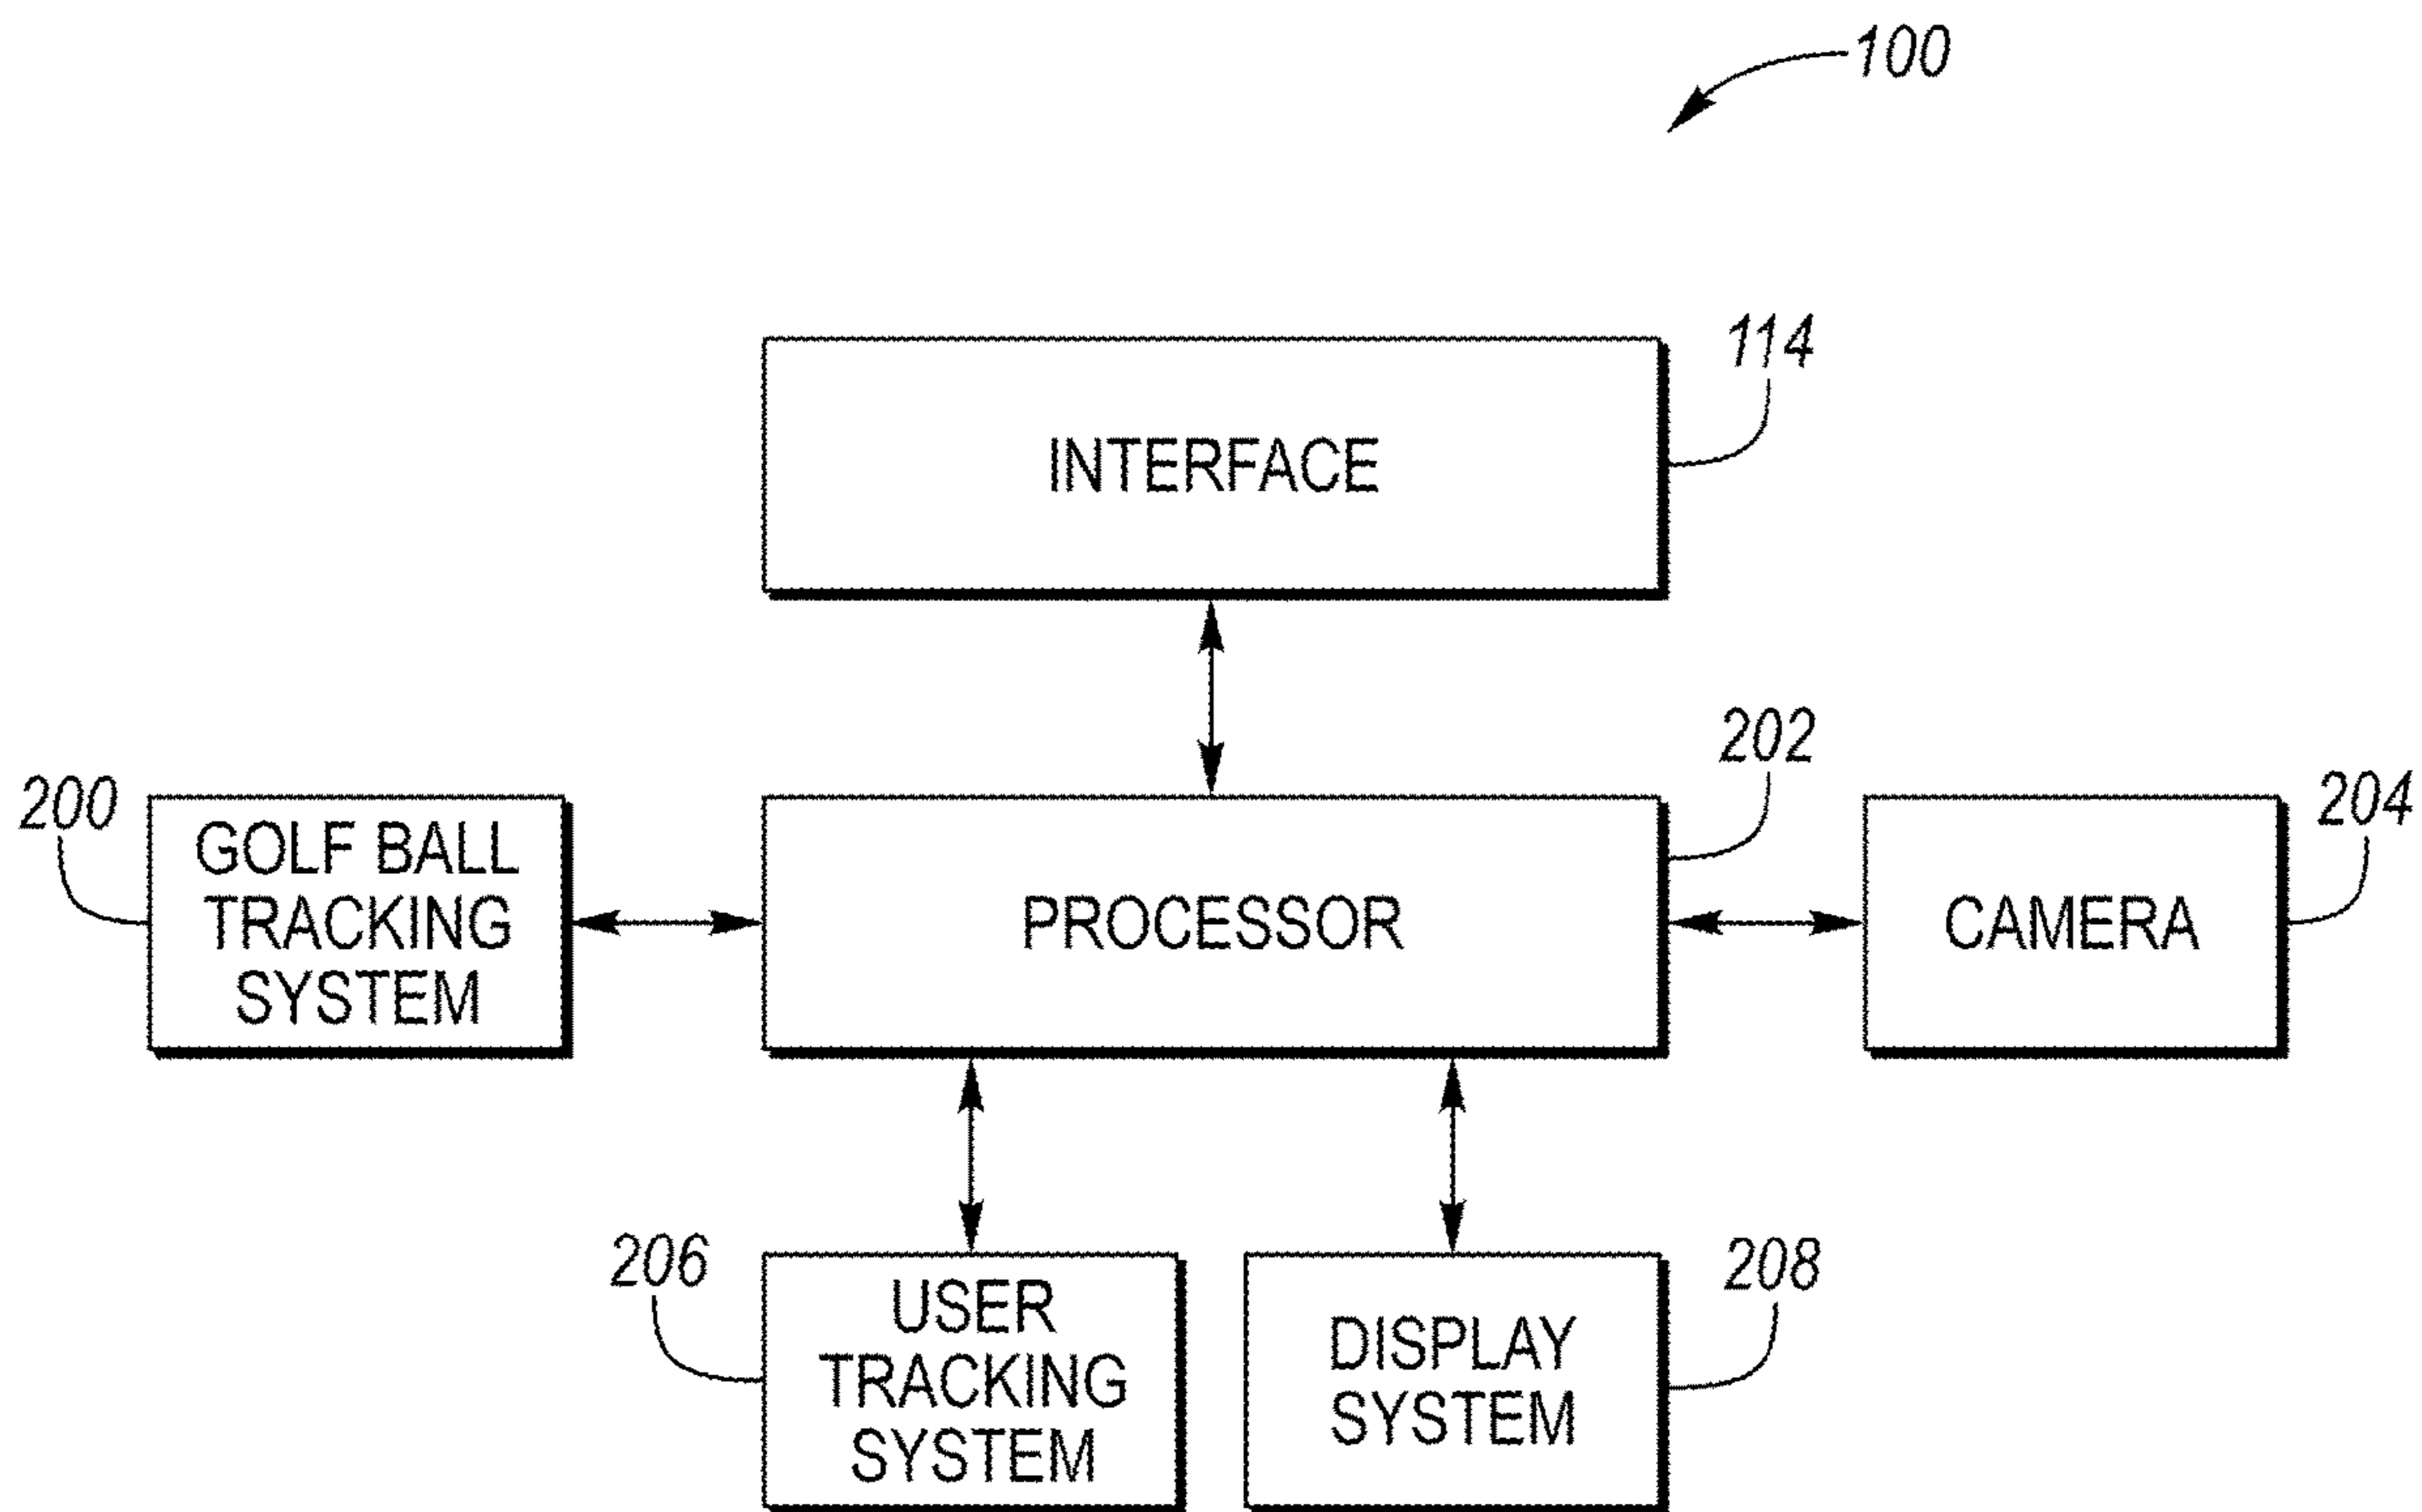 100
114
INTERFACE
202
200
204
GOLF BALL
TRACKING
SYSTEM
PROCESSOR
CAMERA
206
208
USER
TRACKING
SYSTEM
DISPLAY
SYSTEM